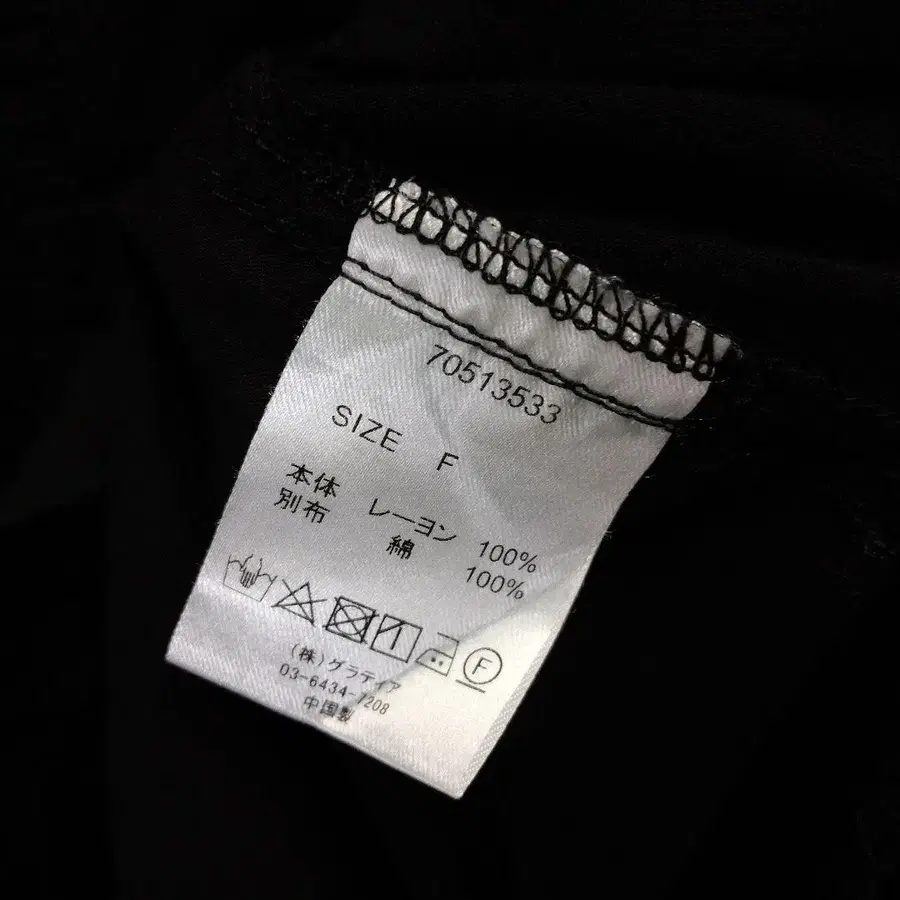 70513533
SIZE F
本体 レーヨン 100%
別布 綿 100%
F
(株)グラティア
03-6434-7208
中国製